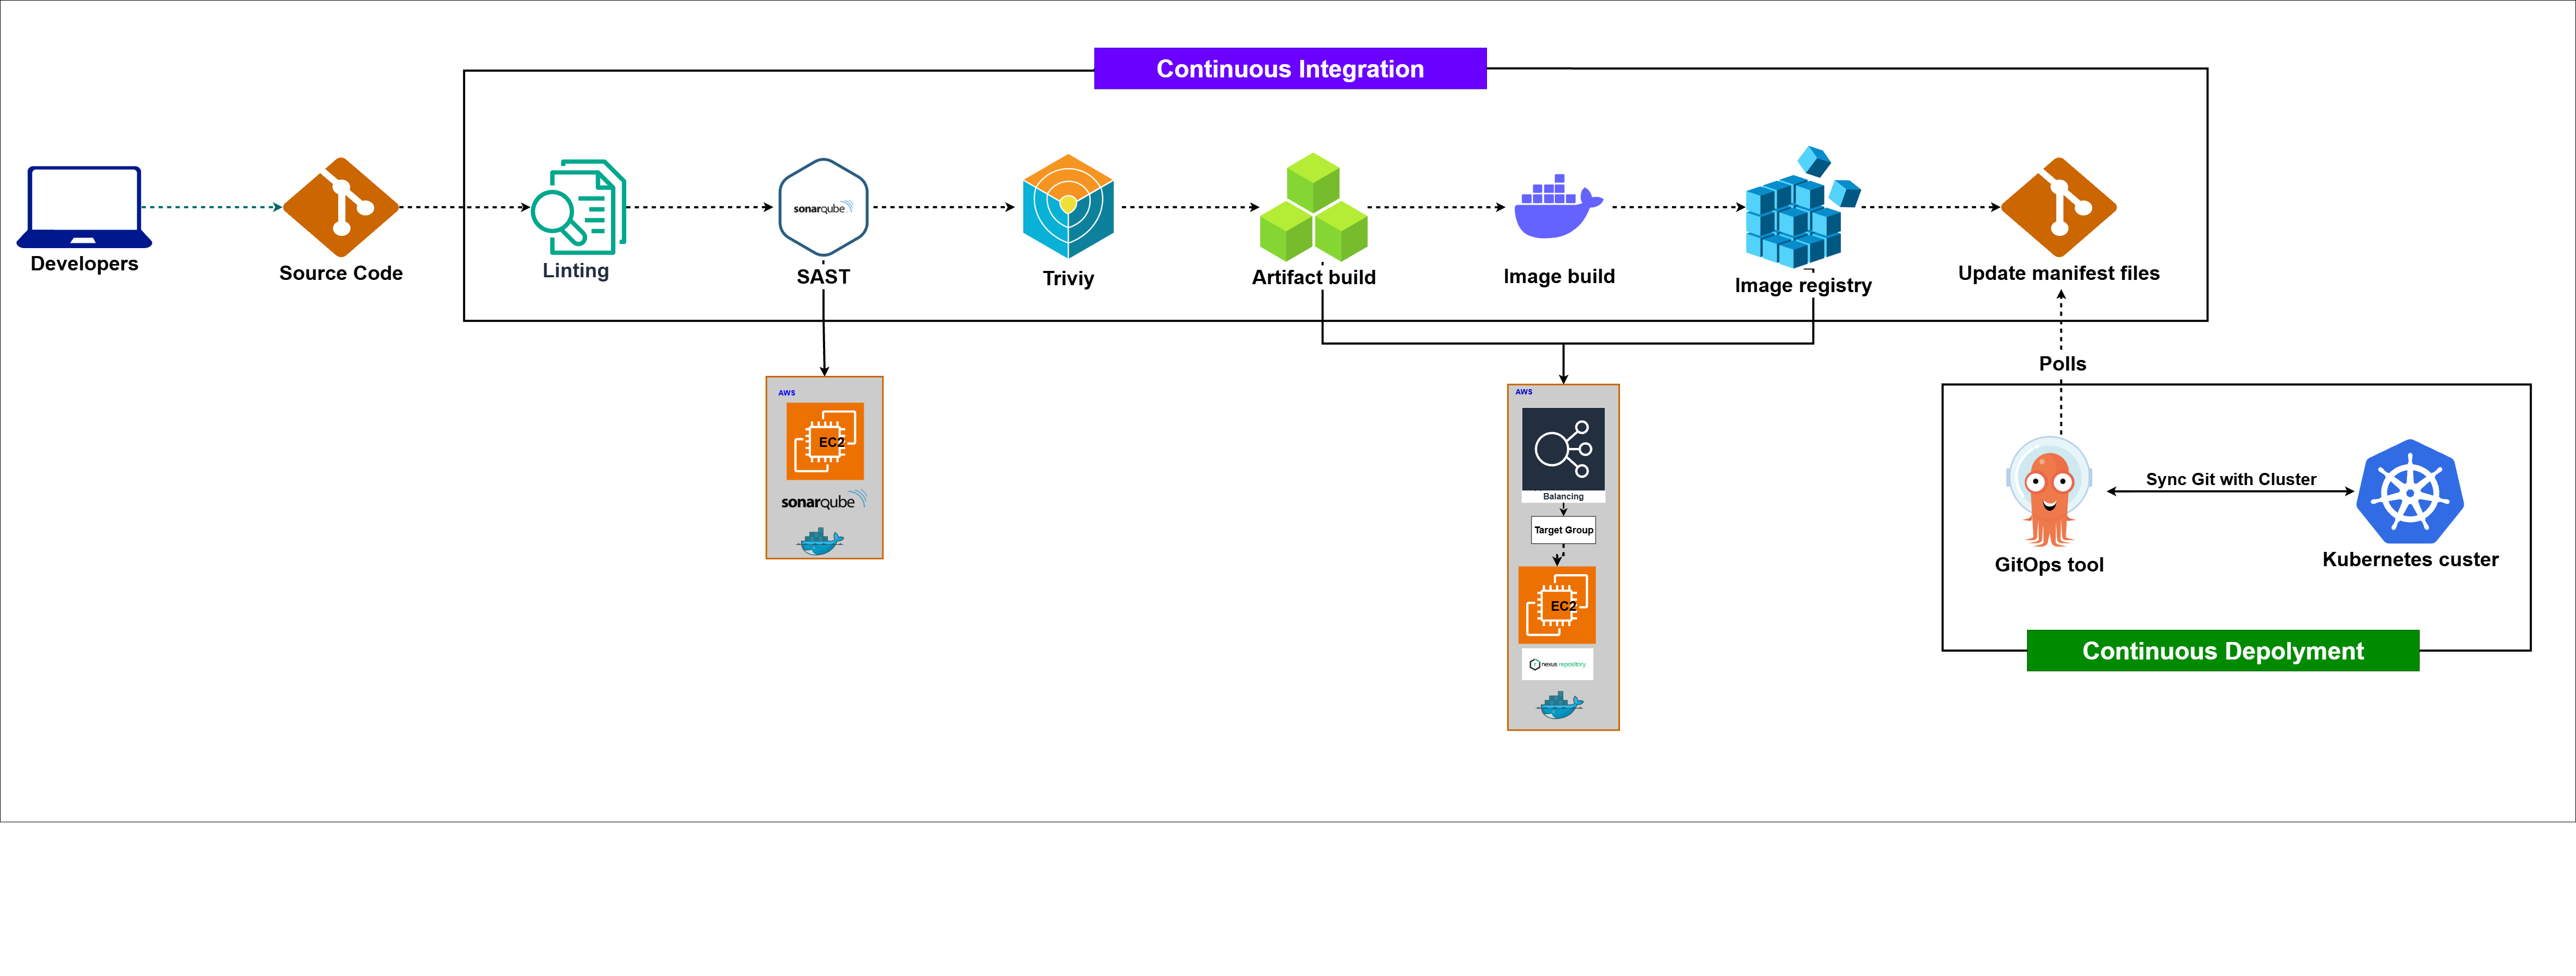 Continuous Integration
Developers
Source Code
Linting
sonarqube
SAST
Triviy
Artifact build
Image build
Image registry
Update manifest files
Polls
AWS
EC2
sonarqube
AWS
Balancing
Target Group
EC2
nexus repository
Sync Git with Cluster
GitOps tool
Kubernetes custer
Continuous Depolyment